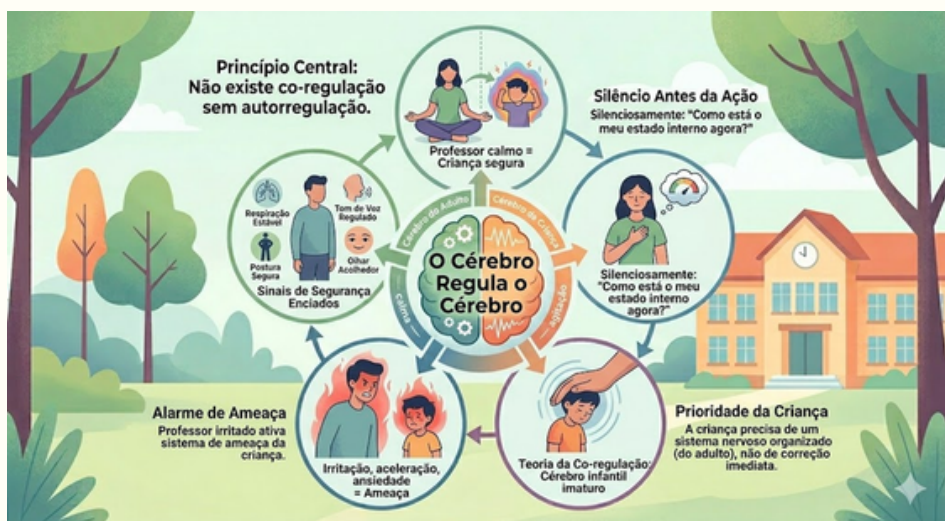 Princípio Central:
Não existe co-regulação
sem autorregulação.
Professor calmo =
Criança segura
Silêncio Antes da Ação
Silenciosamente: "Como está o
meu estado interno agora?"
Respiração
Estável
Tom de Voz
Regulado
Postura
Segura
Olhar
Acolhedor
Sinais de Segurança
Enciados
Cérebro do Adulto
Cérebro da Criança
O Cérebro
Regula o
Cérebro
calma
agitação
Silenciosamente:
"Como está o meu
estado interno
agora?"
Alarme de Ameaça
Professor irritado ativa
sistema de ameaça da
criança.
Irritação, aceleração,
ansiedade
= Ameaça
Teoria da Co-regulação:
Cérebro infantil
imaturo
Prioridade da Criança
A criança precisa de um
sistema nervoso organizado
(do adulto), não de correção
imediata.